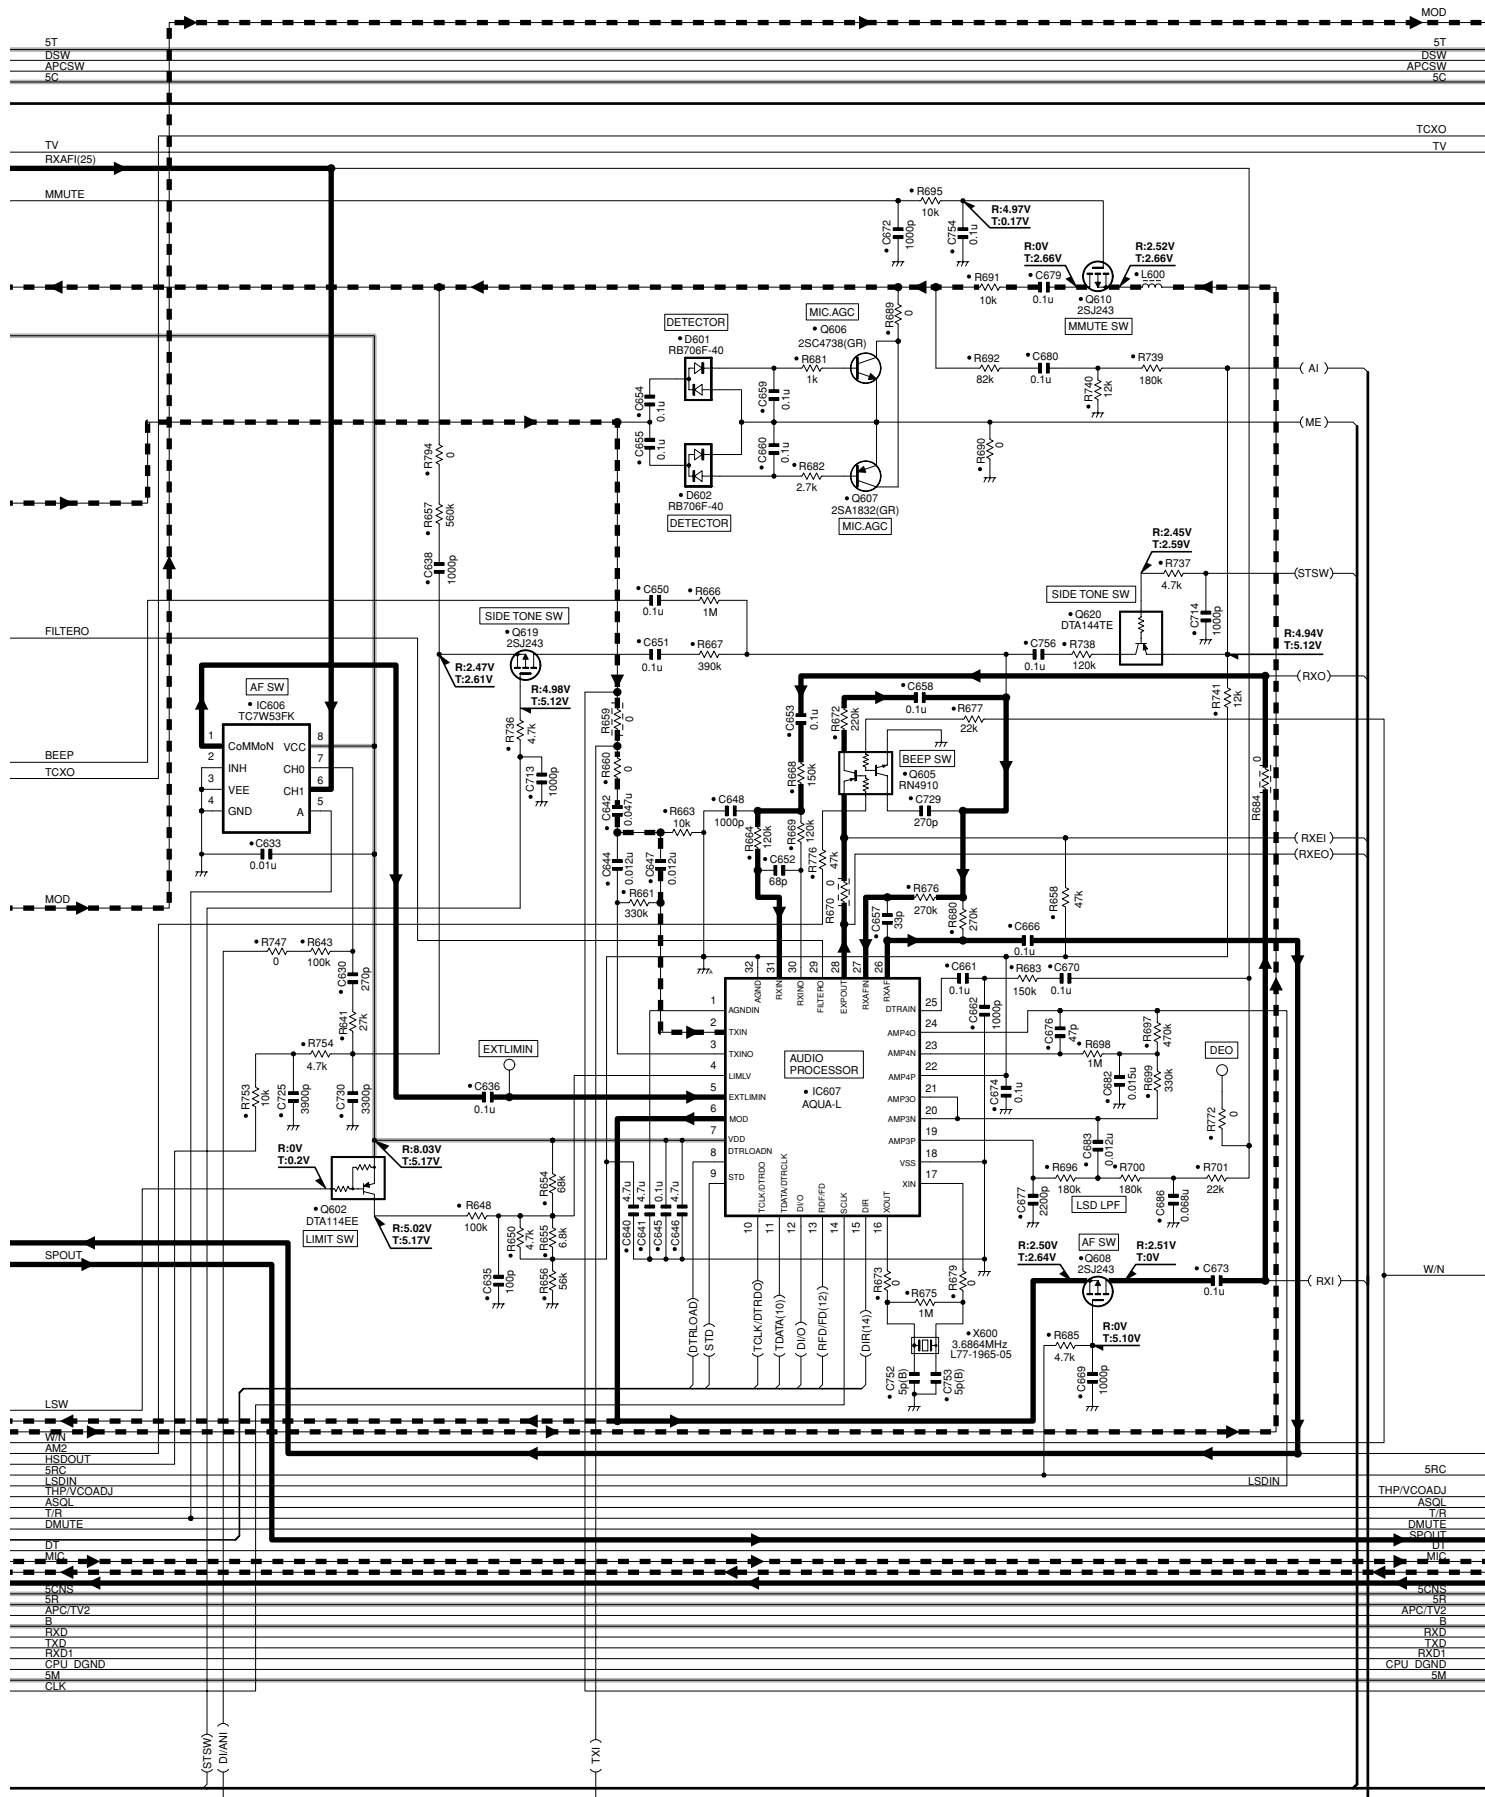 MOD
MOD
5T
5T
DSW
DSW
APCSW
APCSW
5C
5C
TCXO
TV
TV
RXAFI(25)
MMUTE
• R695
10k
• C672
1000p
• C754
0.1u
R:4.97V
T:0.17V
R:0V
T:2.66V
R:2.52V
T:2.66V
• R691
10k
• C679
0.1u
• L600
• Q610
2SJ243
MMUTE SW
• R689
0
DETECTOR
• D601
RB706F-40
MIC.AGC
• Q606
2SC4738(GR)
• R681
1k
• C654
0.1u
• C659
0.1u
• R692
82k
• C680
0.1u
• R739
180k
• R740
12k
( AI )
( ME )
• C655
0.1u
• C660
0.1u
• R682
2.7k
• R690
0
• D602
RB706F-40
DETECTOR
• Q607
2SA1832(GR)
MIC.AGC
• R794
0
• R657
560k
• C638
1000p
R:2.45V
T:2.59V
• R737
4.7k
(STSW)
• C650
0.1u
• R666
1M
SIDE TONE SW
• Q620
DTA144TE
• C714
1000p
FILTERO
SIDE TONE SW
• Q619
2SJ243
• C651
0.1u
• R667
390k
• C756
0.1u
• R738
120k
R:4.94V
T:5.12V
R:2.47V
T:2.61V
(RXO)
AF SW
• IC606
TC7W53FK
R:4.98V
T:5.12V
• R736
4.7k
• R659
0
• C653
0.1u
• R672
220k
• C658
0.1u
• R677
22k
• R741
12k
1
CoMMoN
VCC
8
2
INH
CH0
7
3
VEE
CH1
6
4
GND
A
5
BEEP
TCXO
• C713
1000p
• R660
0
• R668
150k
BEEP SW
• Q605
RN4910
• R684
0
• C642
0.047u
• R663
10k
• C648
1000p
• C729
270p
• R664
120k
• R669
120k
• C633
0.01u
• C644
0.012u
• C647
0.012u
• C652
68p
• R776
47k
(RXEI)
(RXEO)
• R661
330k
• R670
0
• R676
270k
• C657
33p
• R680
270k
• R658
47k
MOD
• C666
0.1u
• R747
0
• R643
100k
• C630
270p
• R641
27k
• R754
4.7k
32
31
30
29
28
27
26
AGND
RXIN
RXINO
FILTERO
EXPOUT
RXAFIN
RXAF
• C661
0.1u
• R683
150k
• C670
0.1u
1
AGNDIN
DTRAIN
25
2
TXIN
AMP4O
24
3
TXINO
AMP4N
23
4
LIMLV
AMP4P
22
5
EXTLIMIN
AMP3O
21
6
MOD
AMP3N
20
7
VDD
AMP3P
19
8
DTRLOADN
VSS
18
9
STD
XIN
17
AUDIO
PROCESSOR
• IC607
AQUA-L
• C662
1000p
• C676
47p
• R697
470k
• R698
1M
• C682
0.015u
• R699
330k
• C674
0.1u
EXTLIMIN
DEO
• R772
0
• C636
0.1u
• R753
10k
• C725
3900p
• C730
3300p
R:0V
T:0.2V
R:8.03V
T:5.17V
• C683
0.012u
• R696
180k
• R700
180k
• R701
22k
• C677
2200p
LSD LPF
• C686
0.068u
• Q602
DTA114EE
LIMIT SW
R:5.02V
T:5.17V
• R648
100k
• R654
68k
• R650
4.7k
• R655
6.8k
• C640
4.7u
• C641
4.7u
• C645
0.1u
• C646
4.7u
TCLK/DTRDO
TDATA/DTRCLK
DI/O
RDF/FD
SCLK
DIR
XOUT
10
11
12
13
14
15
16
SPOUT
• C635
100p
• R656
56k
AF SW
• Q608
2SJ243
R:2.50V
T:2.64V
R:2.51V
T:0V
• C673
0.1u
( RXI )
W/N
• R673
0
• R679
0
• R675
1M
• X600
3.6864MHz
L77-1965-05
R:0V
T:5.10V
• R685
4.7k
• C669
1000p
• C752
5p(B)
• C753
5p(B)
(DTRLOAD)
( STD )
(TCLK/DTRDO)
(TDATA(10))
( DI/O )
(RFD/FD(12))
(DIR(14))
LSW
W/N
AM2
HSDOUT
5RC
5RC
LSDIN
LSDIN
THP/VCOADJ
THP/VCOADJ
ASQL
ASQL
T/R
T/R
DMUTE
DMUTE
SPOUT
DT
DT
MIC
MIC
5CNS
5CNS
5R
5R
APC/TV2
APC/TV2
B
B
RXD
RXD
TXD
TXD
RXD1
RXD1
CPU DGND
CPU DGND
5M
5M
CLK
(STSW)
DI/ANI )
( TXI )